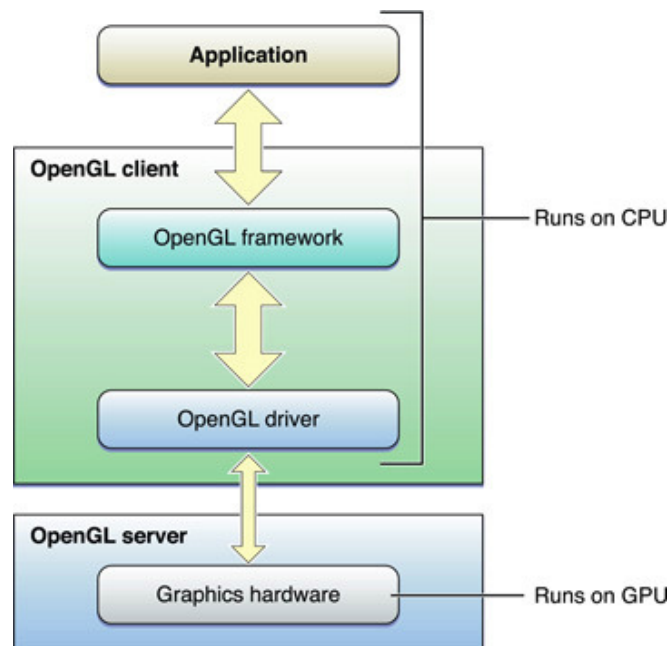 Application
OpenGL client
OpenGL framework
Runs on CPU
OpenGL driver
OpenGL server
Graphics hardware
Runs on GPU